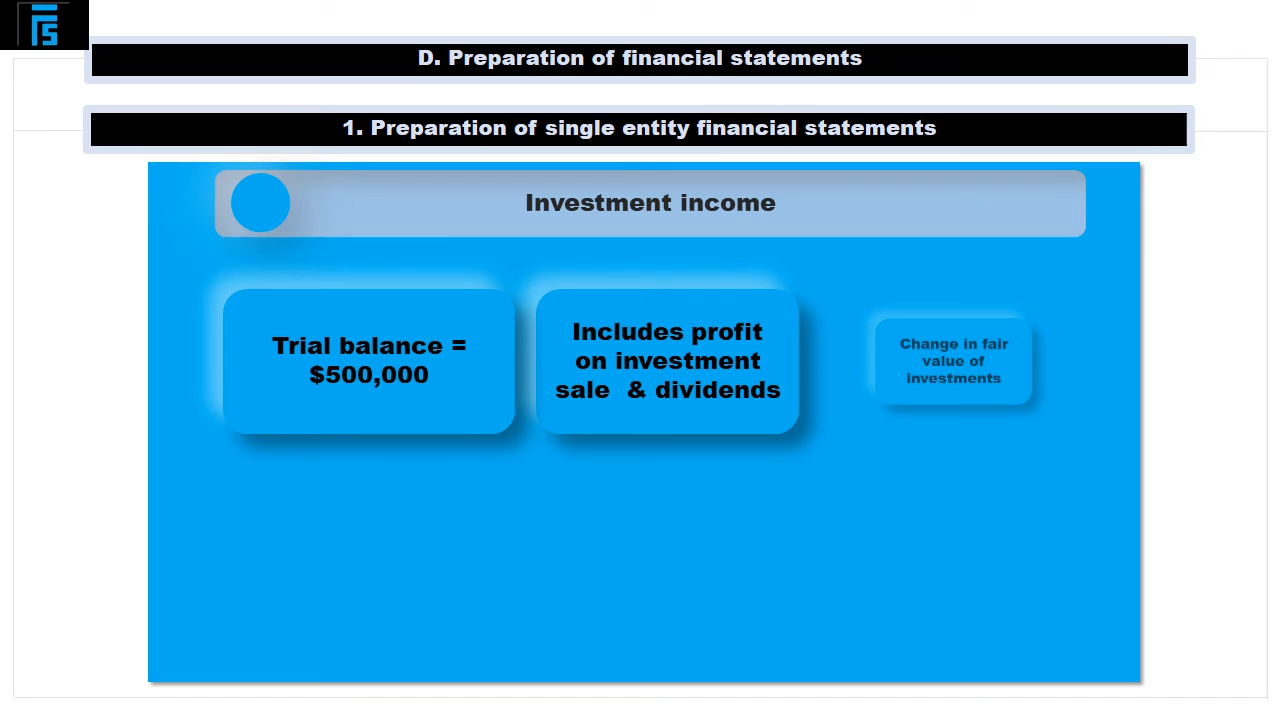 D. Preparation of financial statements
1. Preparation of single entity financial statements
Investment income
Trial balance =
$500,000
Includes profit
on investment
sale & dividends
Change in fair
value of
investments